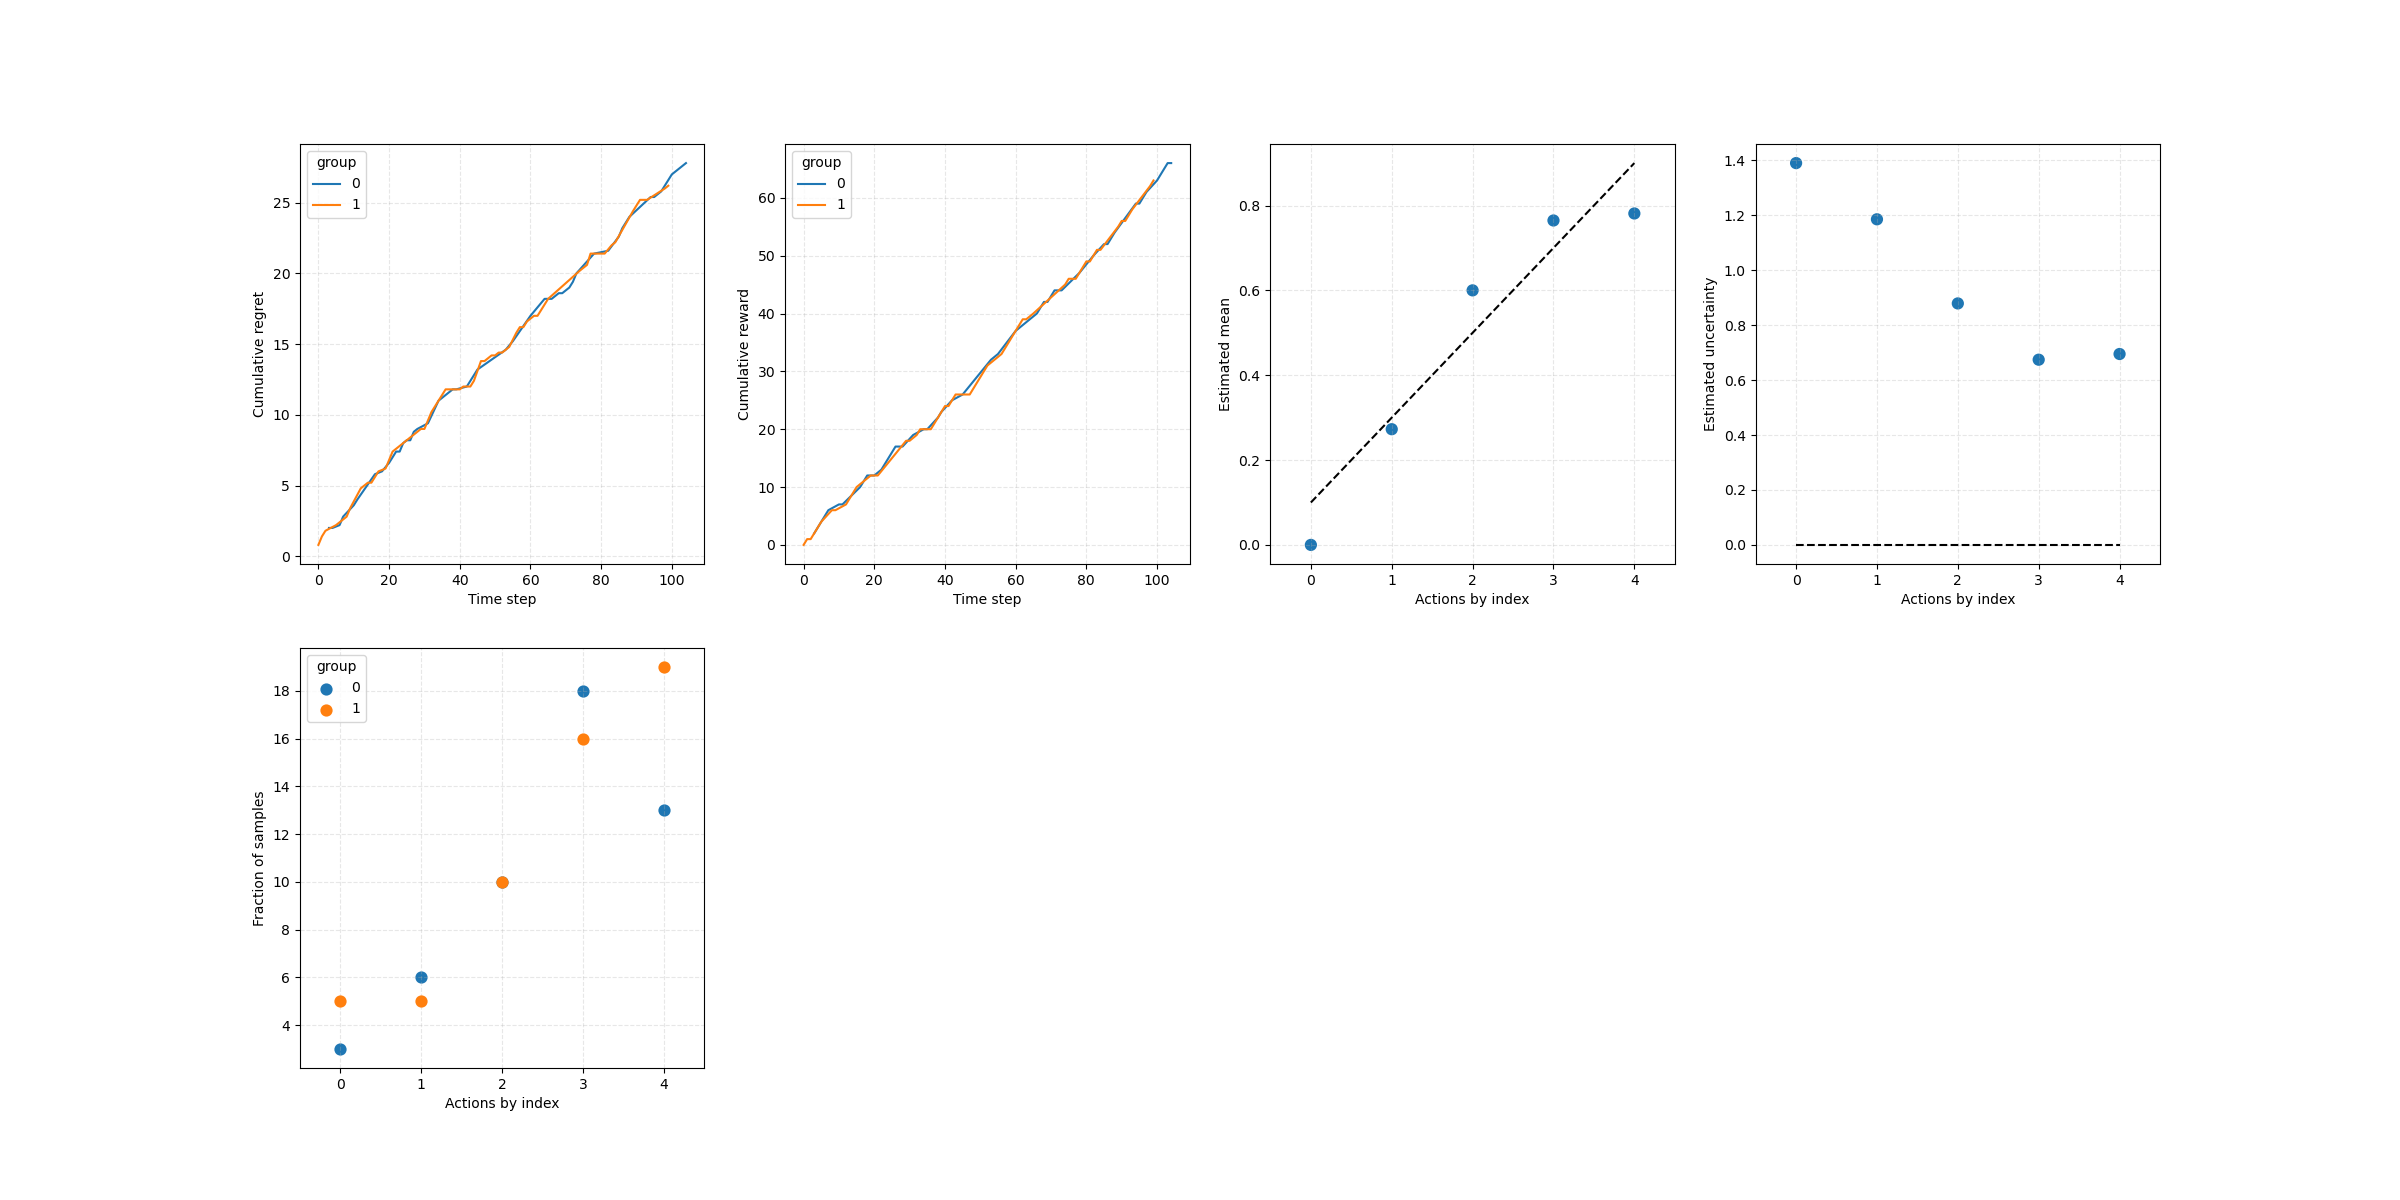 group
0
1
25
20
15
10
5
0
Cumulative regret
0 20 40 60 80 100
Time step
group
0
1
60
50
40
30
20
10
0
Cumulative reward
0 20 40 60 80 100
Time step
0.8
0.6
0.4
0.2
0.0
Estimated mean
0 1 2 3 4
Actions by index
1.4
1.2
1.0
0.8
0.6
0.4
0.2
0.0
Estimated uncertainty
0 1 2 3 4
Actions by index
group
0
1
18
16
14
12
10
8
6
4
Fraction of samples
0 1 2 3 4
Actions by index